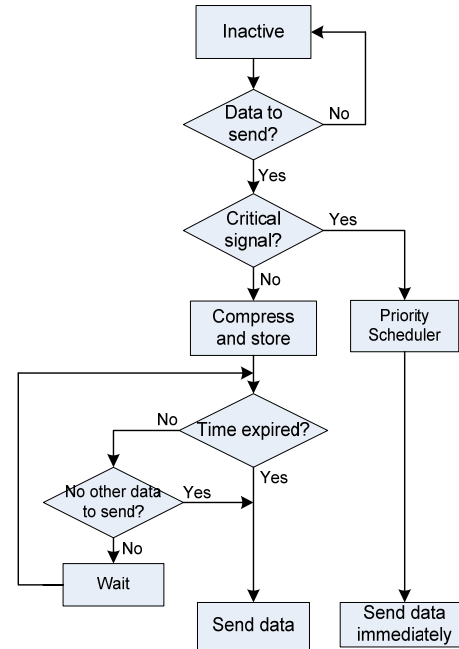 Inactive
Data to
send?
No
Yes
Critical
signal?
Yes
No
Compress
and store
Priority
Scheduler
No
Time expired?
Yes
No other data
to send?
Yes
No
Wait
Send data
Send data
immediately